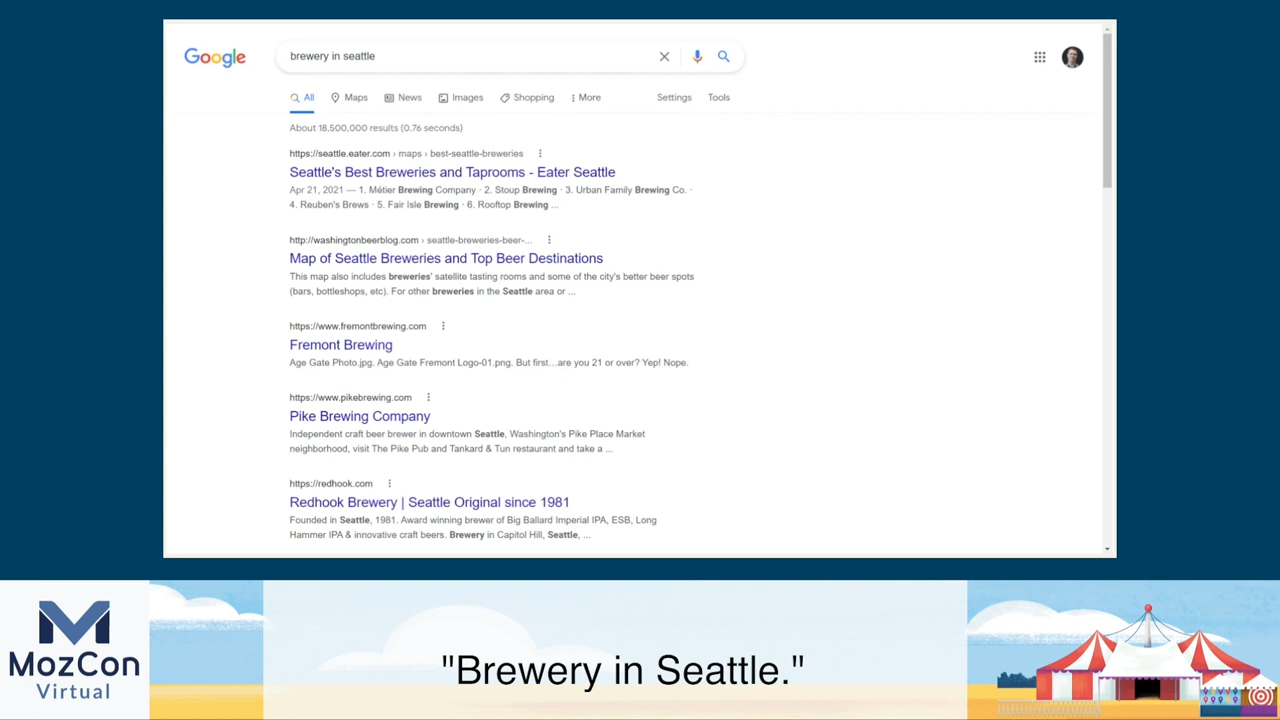 Google
brewery in seattle
All Maps News Images Shopping More Settings Tools
About 18,500,000 results (0.76 seconds)
https://seattle.eater.com › maps › best-seattle-breweries
Seattle's Best Breweries and Taprooms - Eater Seattle
Apr 21, 2021 — 1. Métier Brewing Company · 2. Stoup Brewing · 3. Urban Family Brewing Co. ·
4. Reuben's Brews · 5. Fair Isle Brewing · 6. Rooftop Brewing ...
http://washingtonbeerblog.com › seattle-breweries-beer-...
Map of Seattle Breweries and Top Beer Destinations
This map also includes breweries' satellite tasting rooms and some of the city's better beer spots
(bars, bottleshops, etc). For other breweries in the Seattle area or ...
https://www.fremontbrewing.com
Fremont Brewing
Age Gate Photo.jpg. Age Gate Fremont Logo-01.png. But first…are you 21 or over? Yep! Nope.
https://www.pikebrewing.com
Pike Brewing Company
Independent craft beer brewer in downtown Seattle, Washington's Pike Place Market
neighborhood, visit The Pike Pub and Tankard & Tun restaurant and take a ...
https://redhook.com
Redhook Brewery | Seattle Original since 1981
Founded in Seattle, 1981. Award winning brewer of Big Ballard Imperial IPA, ESB, Long
Hammer IPA & innovative craft beers. Brewery in Capitol Hill, Seattle, ...
MozCon
Virtual
"Brewery in Seattle."